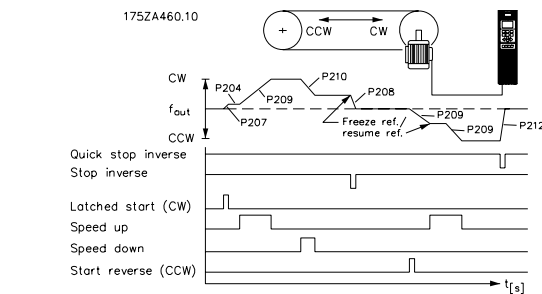 175ZA460.10
CCW
CW
CW
P204
P209
P210
P208
f out
P207
Freeze ref./
resume ref.
P209
P209
P212
CCW
Quick stop inverse
Stop inverse
Latched start (CW)
Speed up
Speed down
Start reverse (CCW)
t[s]